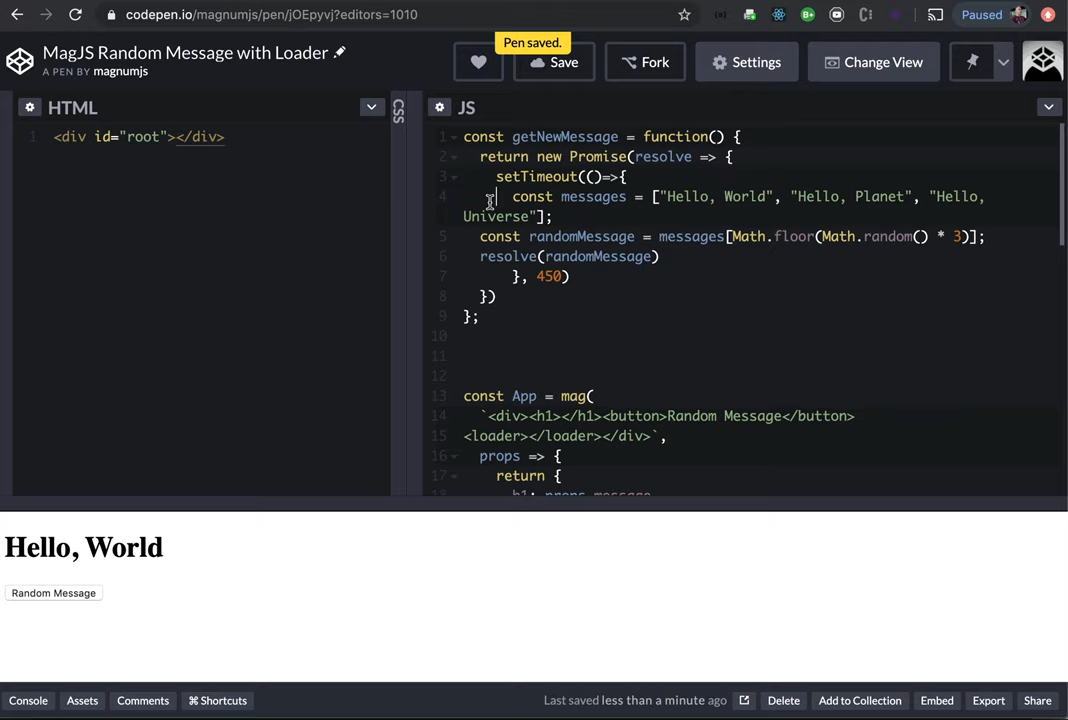 codepen.io/magnumjs/pen/jOEpyvj?editors=1010
Paused
MagJS Random Message with Loader
A PEN BY magnumjs
Pen saved.
Save
Fork
Settings
Change View
HTML
CSS
JS
1 <div id="root"></div>
1 const getNewMessage = function() {
2 return new Promise(resolve => {
3 setTimeout(()=>{
4 const messages = ["Hello, World", "Hello, Planet", "Hello,
Universe"];
5 const randomMessage = messages[Math.floor(Math.random() * 3)];
6 resolve(randomMessage)
7 }, 450)
8 })
9 };
10
11
12
13 const App = mag(
14 `<div><h1></h1><button>Random Message</button>
15 <loader></loader></div>`,
16 props => {
17 return {
18 h1: props.message
Hello, World
Random Message
Console
Assets
Comments
⌘ Shortcuts
Last saved less than a minute ago
Delete
Add to Collection
Embed
Export
Share